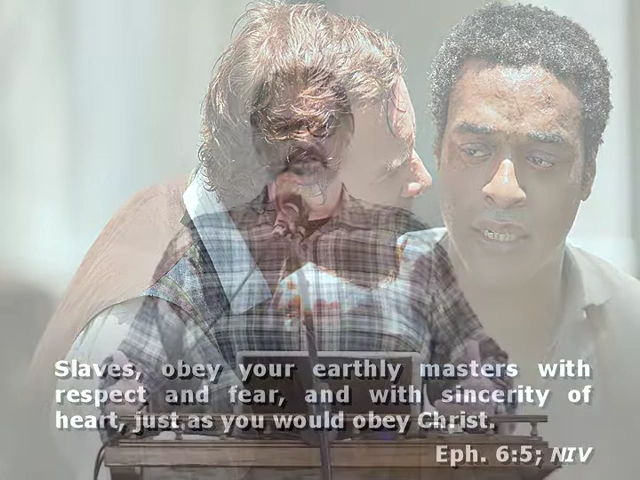 Slaves, obey your earthly masters with
respect and fear, and with sincerity of
heart, just as you would obey Christ.
Eph. 6:5; NIV